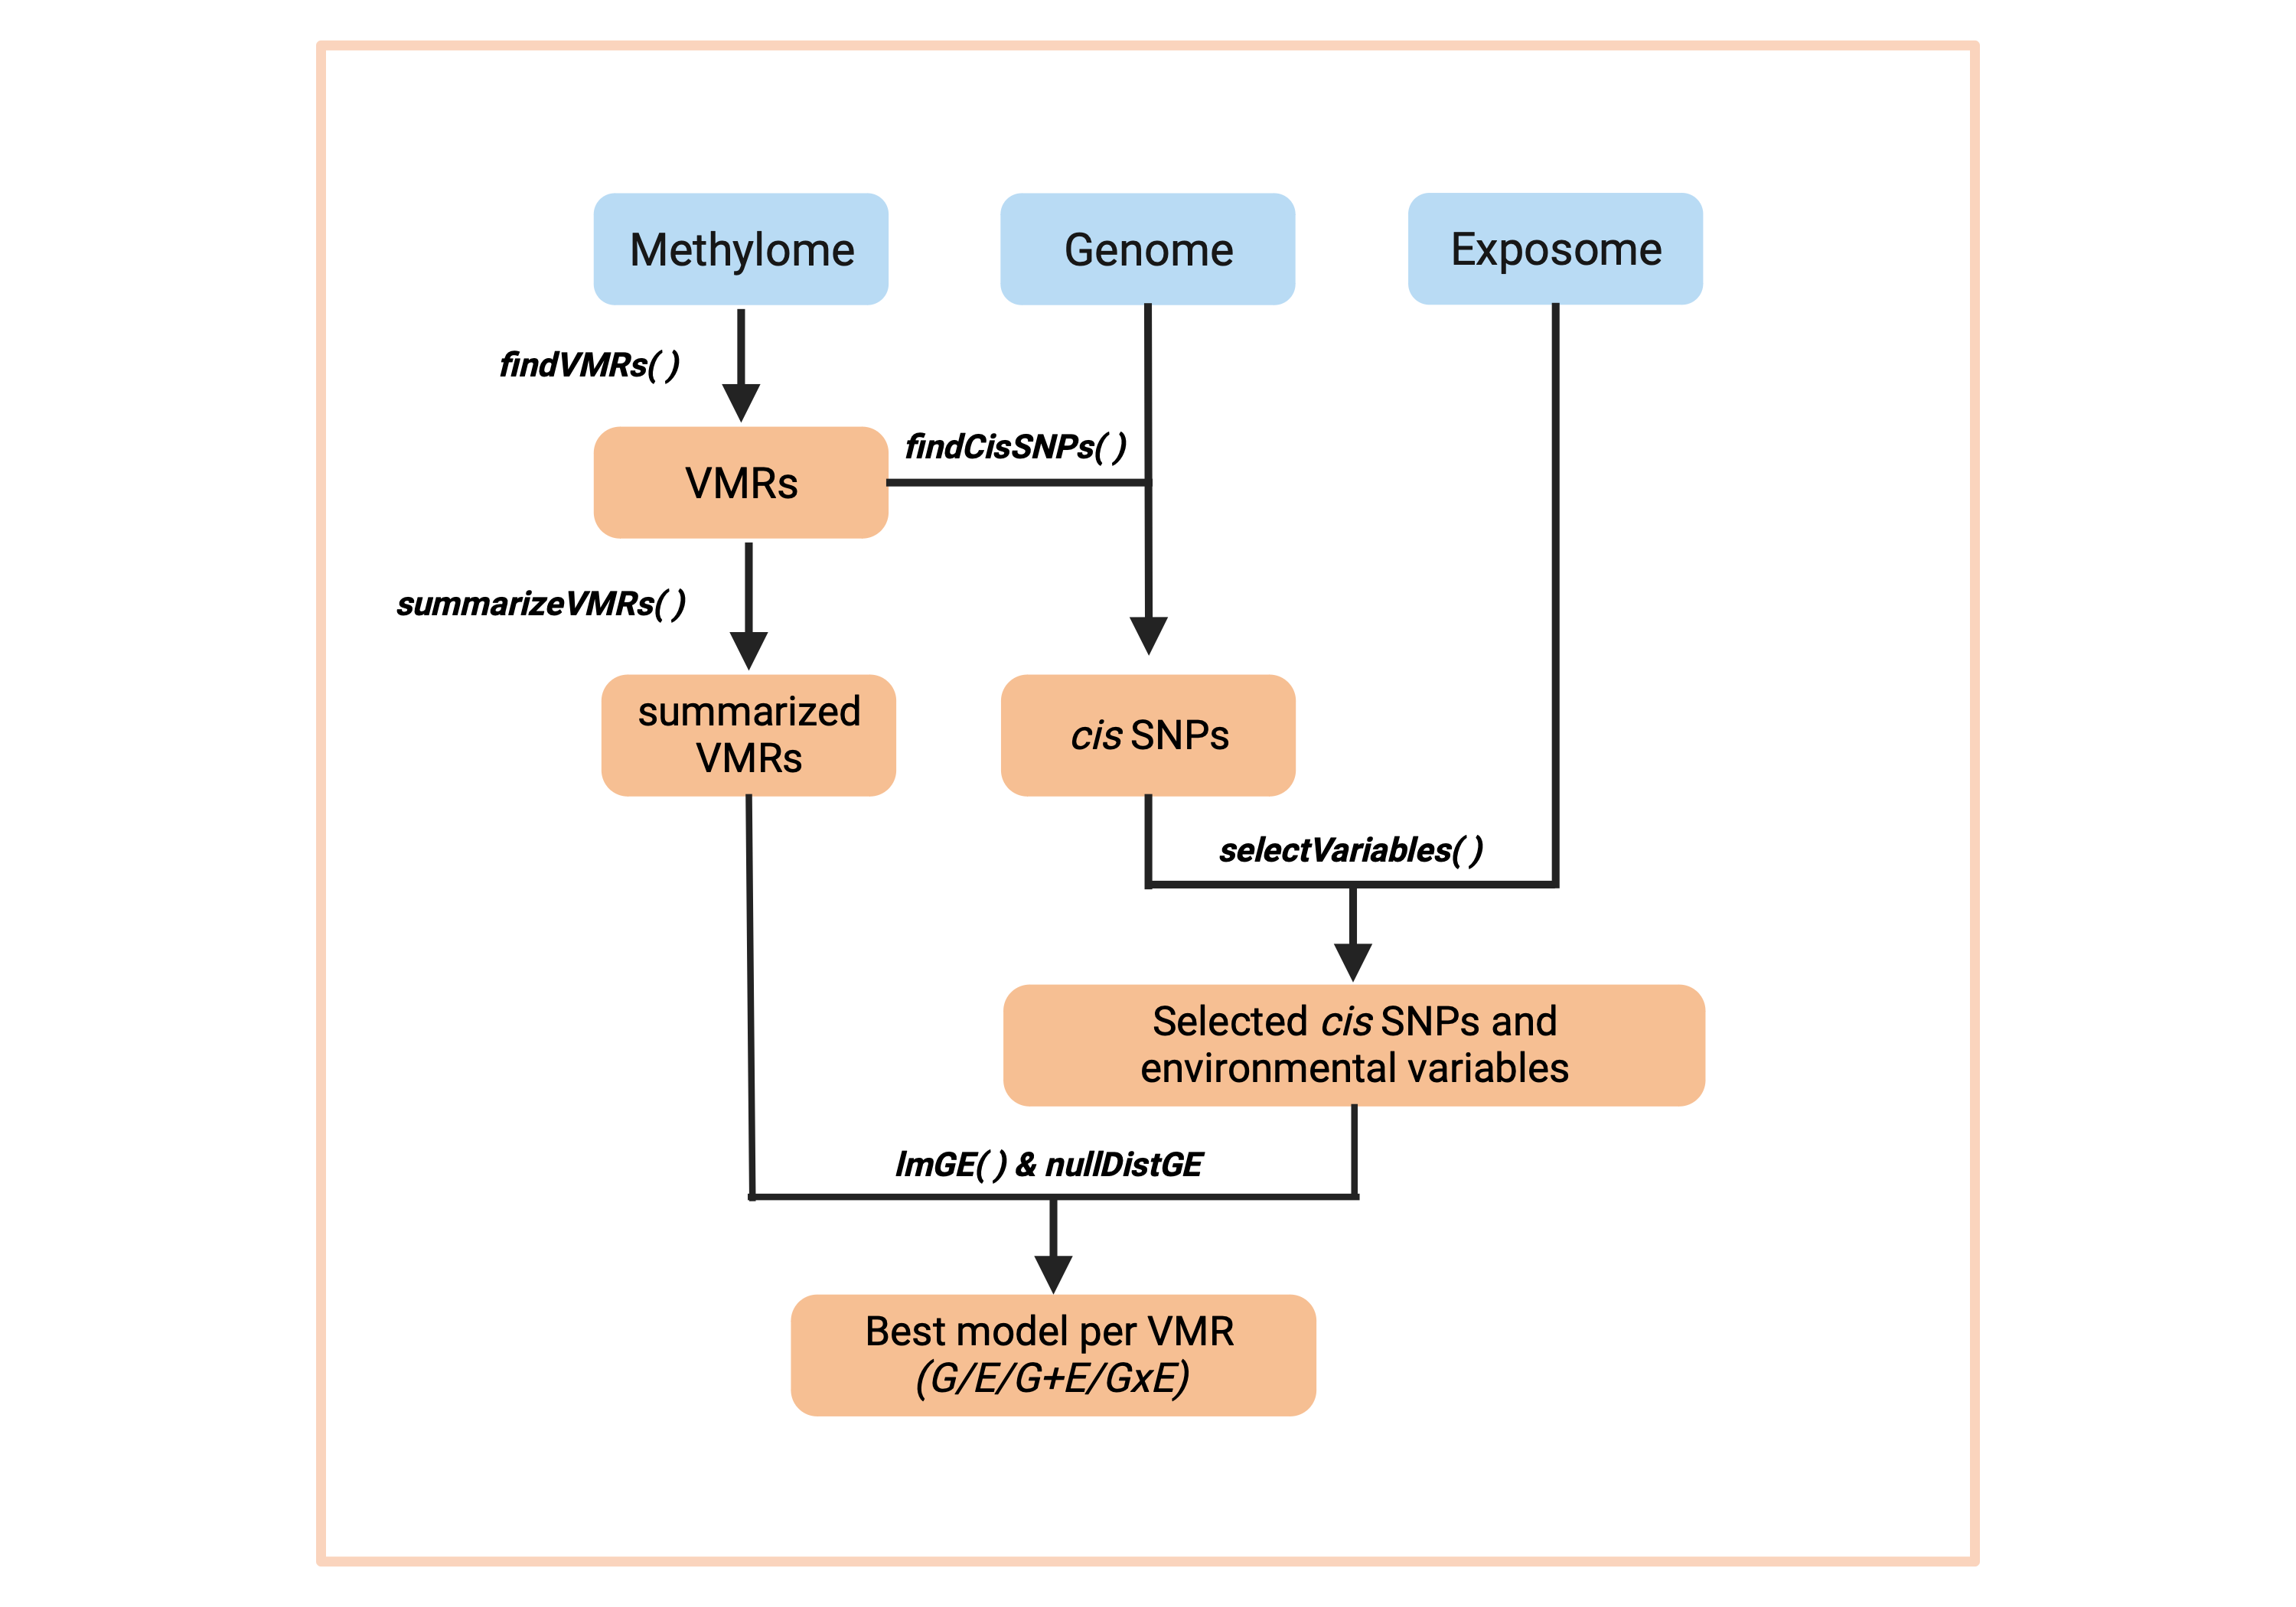 Methylome
Genome
Exposome
findVMRs( )
findCisSNPs( )
VMRs
summarizeVMRs( )
summarized
VMRs
cis SNPs
selectVariables( )
Selected cis SNPs and
environmental variables
lmGE( ) & nullDistGE
Best model per VMR
(G/E/G+E/GxE)